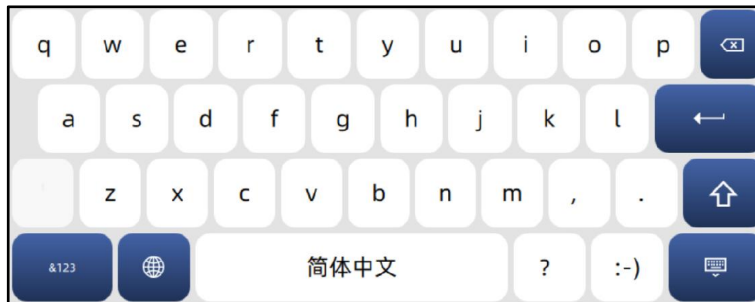 q w e r t y u i o p
a s d f g h j k l
z x c v b n m , .
&123 简体中文 ? :-)